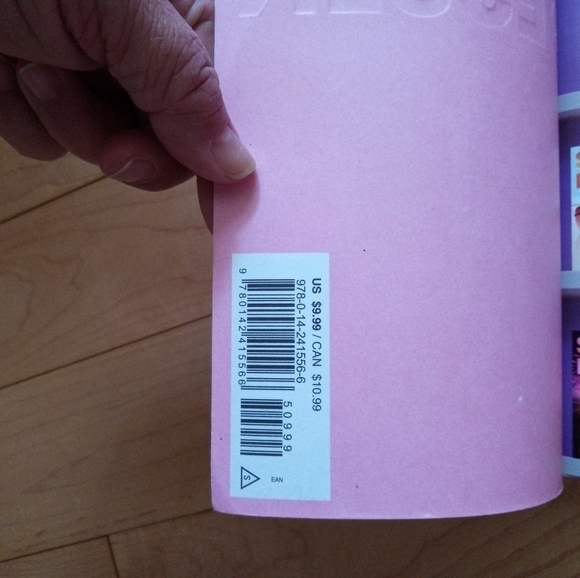 US $9.99 / CAN $10.99
978-0-14-241556-6
9 780142 415566
50999
S
EAN